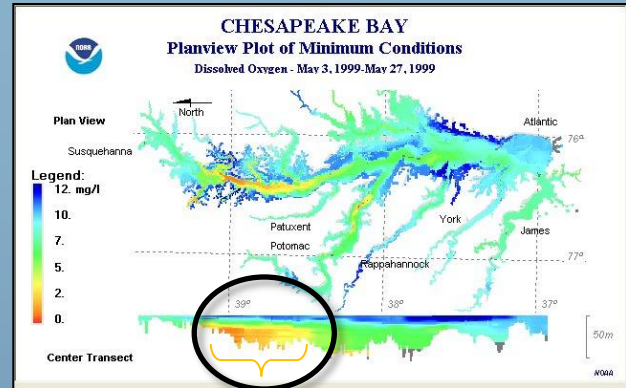 CHESAPEAKE BAY
Planview Plot of Minimum Conditions
Dissolved Oxygen - May 3, 1999-May 27, 1999
NOAA
North
Plan View
Atlantic
Susquehanna
76°
Legend:
12. mg/l
10.
7.
5.
2.
0.
Patuxent
Potomac
York
James
Rappahannock
77°
39°
38°
37°
50m
Center Transect
NOAA